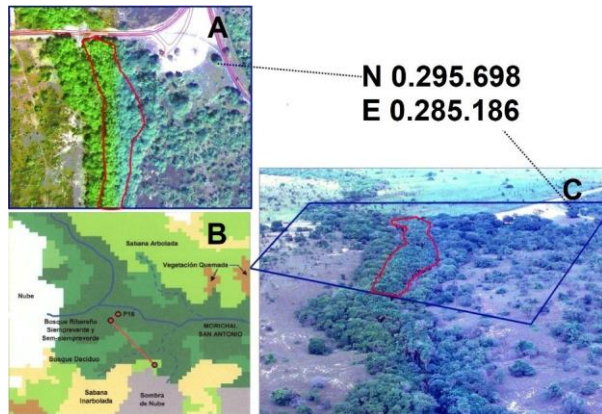 A
N 0.295.698
E 0.285.186
C
B
Sabana Arbolada
Vegetación Quemada
Nube
P16
Bosque Ribereño
Siempreverde y
Semi-siempreverde
MORICHAL
SAN ANTONIO
Bosque Deciduo
Sabana
Inarbolada
Sombra
de Nube